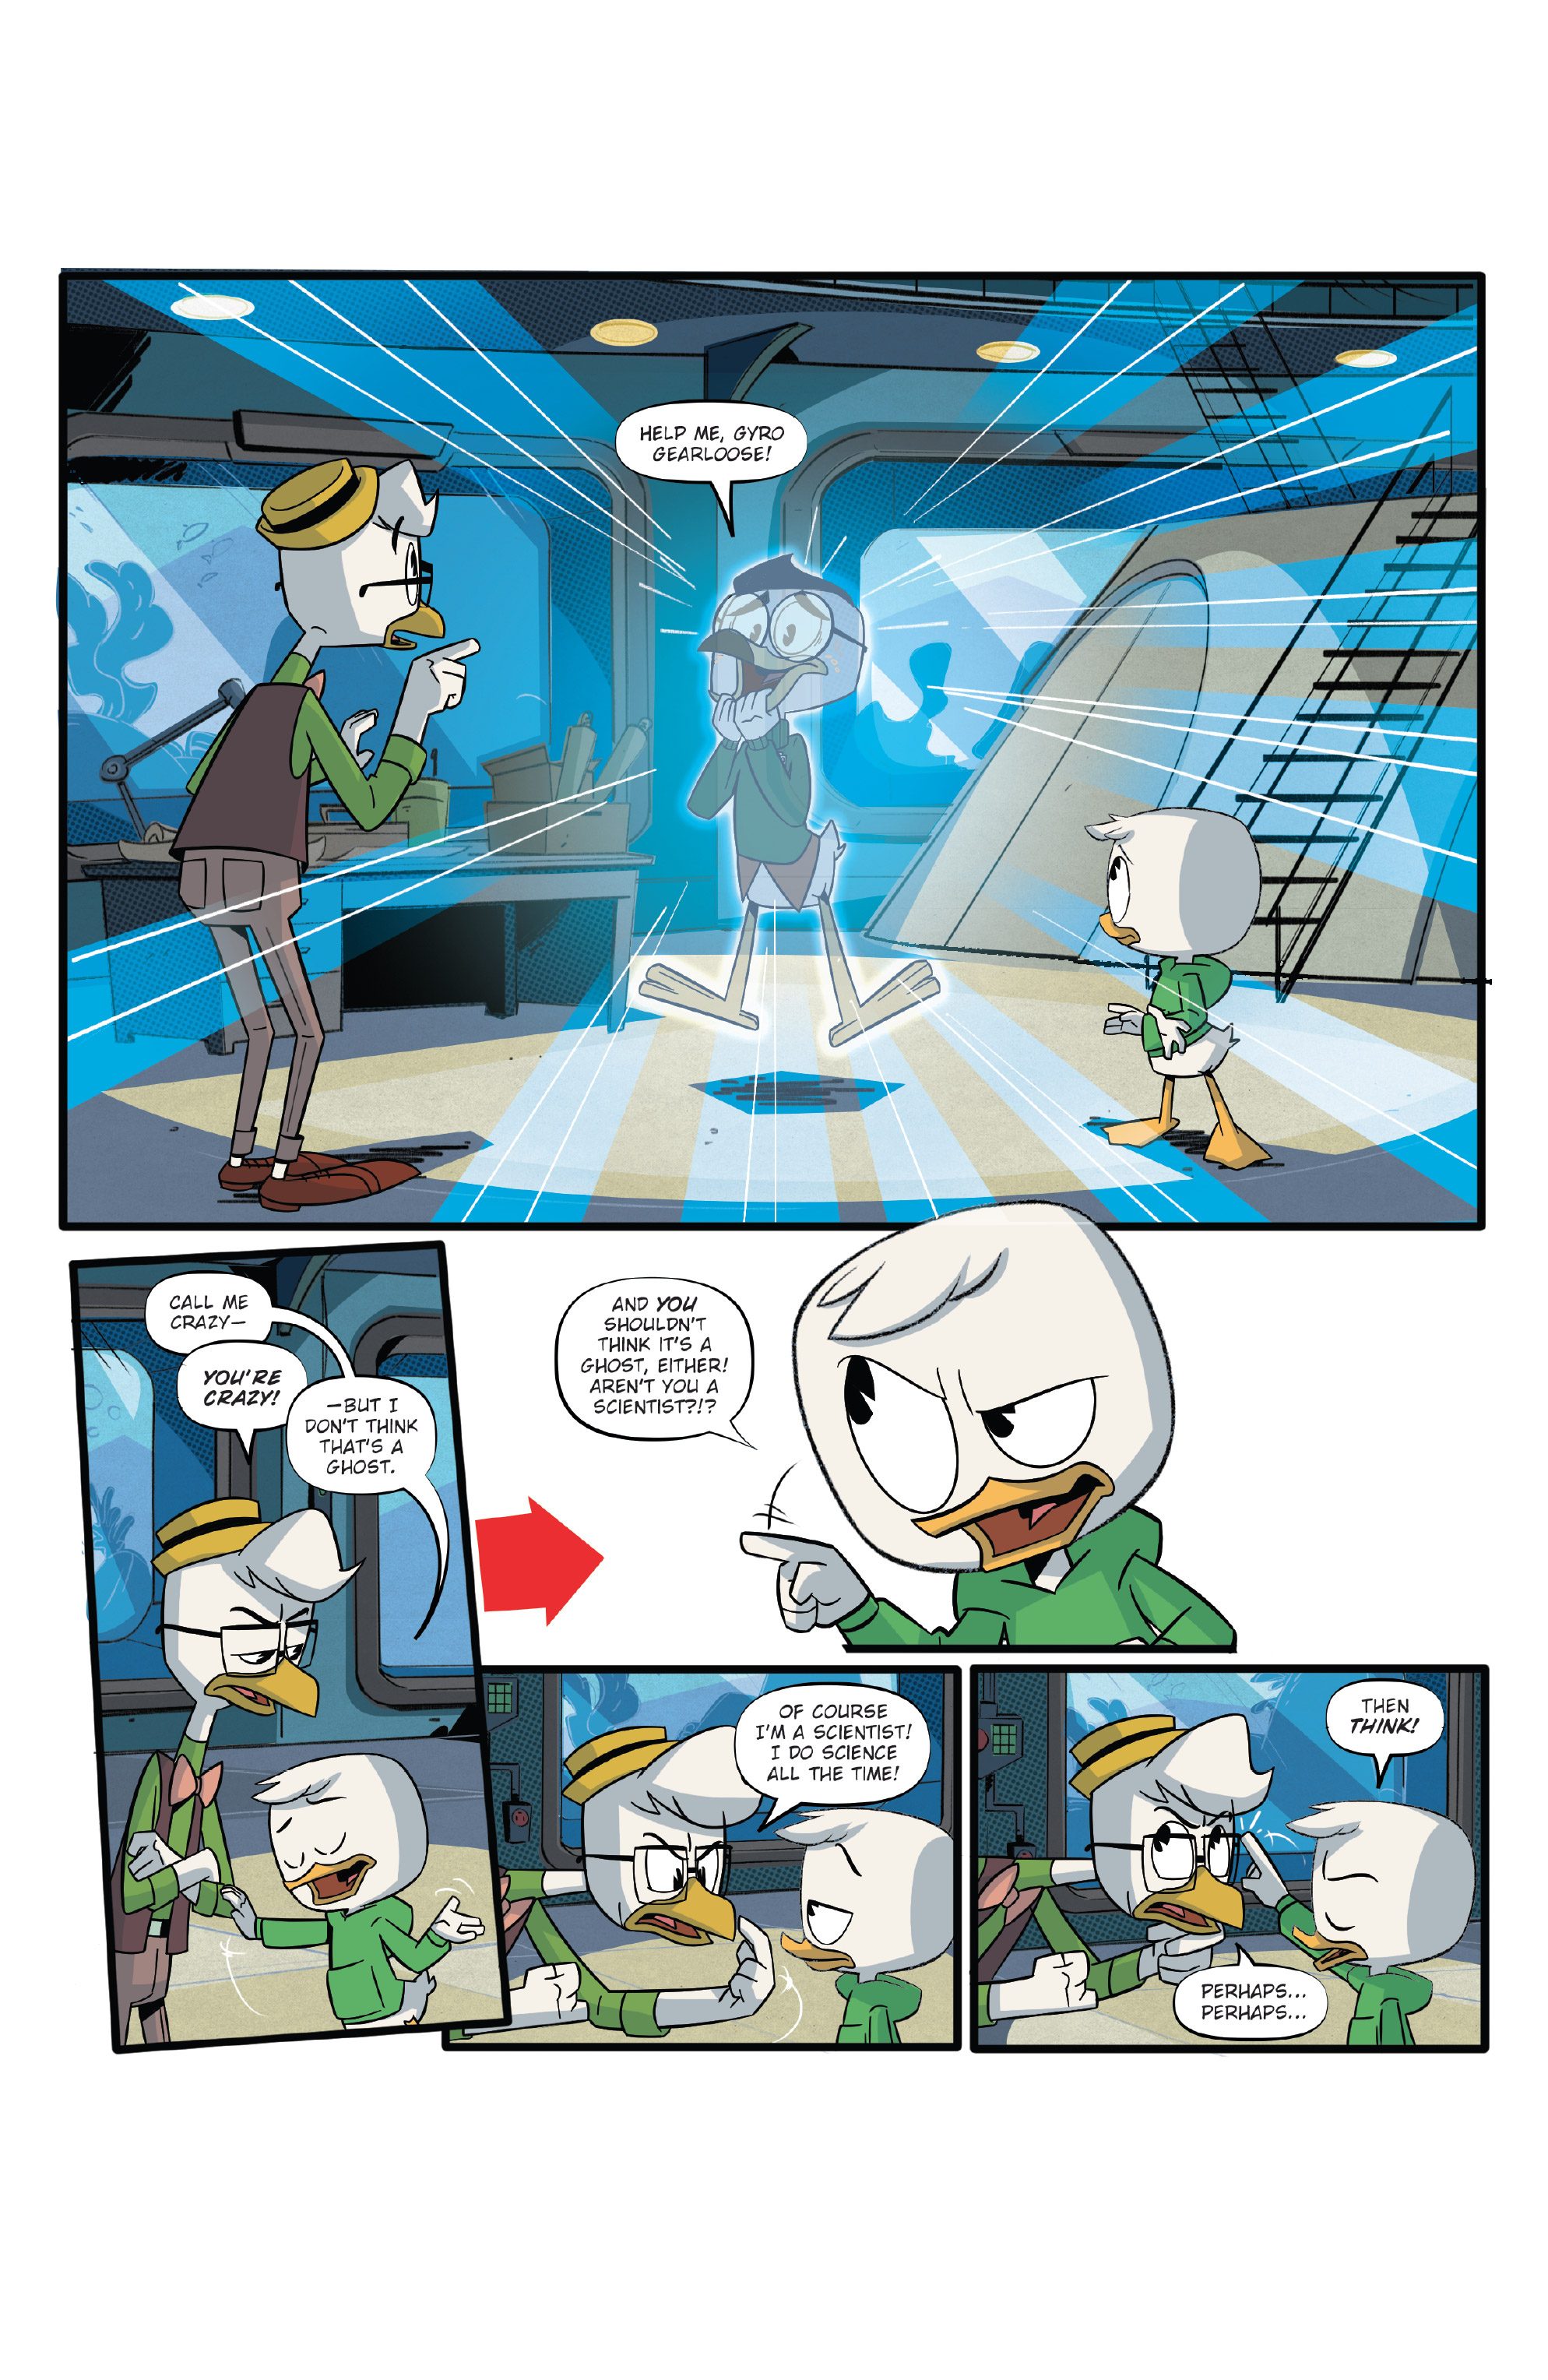 HELP ME, GYRO
GEARLOOSE!
CALL ME
CRAZY—
YOU'RE
CRAZY!
—BUT I
DON'T THINK
THAT'S A
GHOST.
AND YOU
SHOULDN'T
THINK IT'S A
GHOST, EITHER!
AREN'T YOU A
SCIENTIST?!?
OF COURSE
I'M A SCIENTIST!
I DO SCIENCE
ALL THE TIME!
THEN
THINK!
PERHAPS...
PERHAPS...